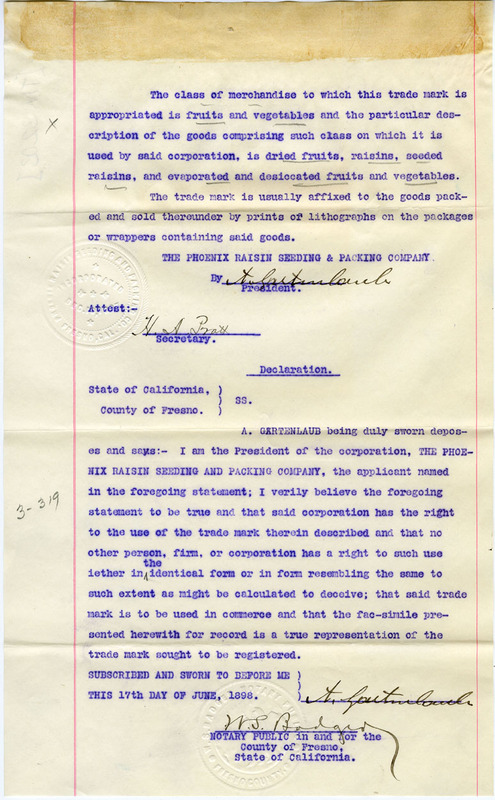 The class of merchandise to which this trade mark is
appropriated is fruits and vegetables and the particular des-
x
cription of the goods comprising such class on which it is
used by said corporation, is dried fruits, raisins, seeded
raisins, and evaporated and desiccated fruits and vegetables.
The trade mark is usually affixed to the goods pack-
ed and sold thereunder by prints of lithographs on the packages
or wrappers containing said goods.
THE PHOENIX RAISIN SEEDING & PACKING COMPANY.
By A. Gartenlaub
President.
Attest:-
H. A. Pratt
Secretary.
Declaration.
State of California, )
) SS.
County of Fresno. )
A. GARTENLAUB being duly sworn depos-
es and says:- I am the President of the corporation, THE PHOE-
NIX RAISIN SEEDING AND PACKING COMPANY, the applicant named
in the foregoing statement; I verily believe the foregoing
3-319
statement to be true and that said corporation has the right
to the use of the trade mark therein described and that no
other person, firm, or corporation has a right to such use
iether in the identical form or in form resembling the same to
such extent as might be calculated to deceive; that said trade
mark is to be used in commerce and that the fac-simile pre-
sented herewith for record is a true representation of the
trade mark sought to be registered.
SUBSCRIBED AND SWORN TO BEFORE ME )
THIS 17th DAY OF JUNE, 1898. ) A. Gartenlaub
W. S. Badger
NOTARY PUBLIC in and for the
County of Fresno,
State of California.